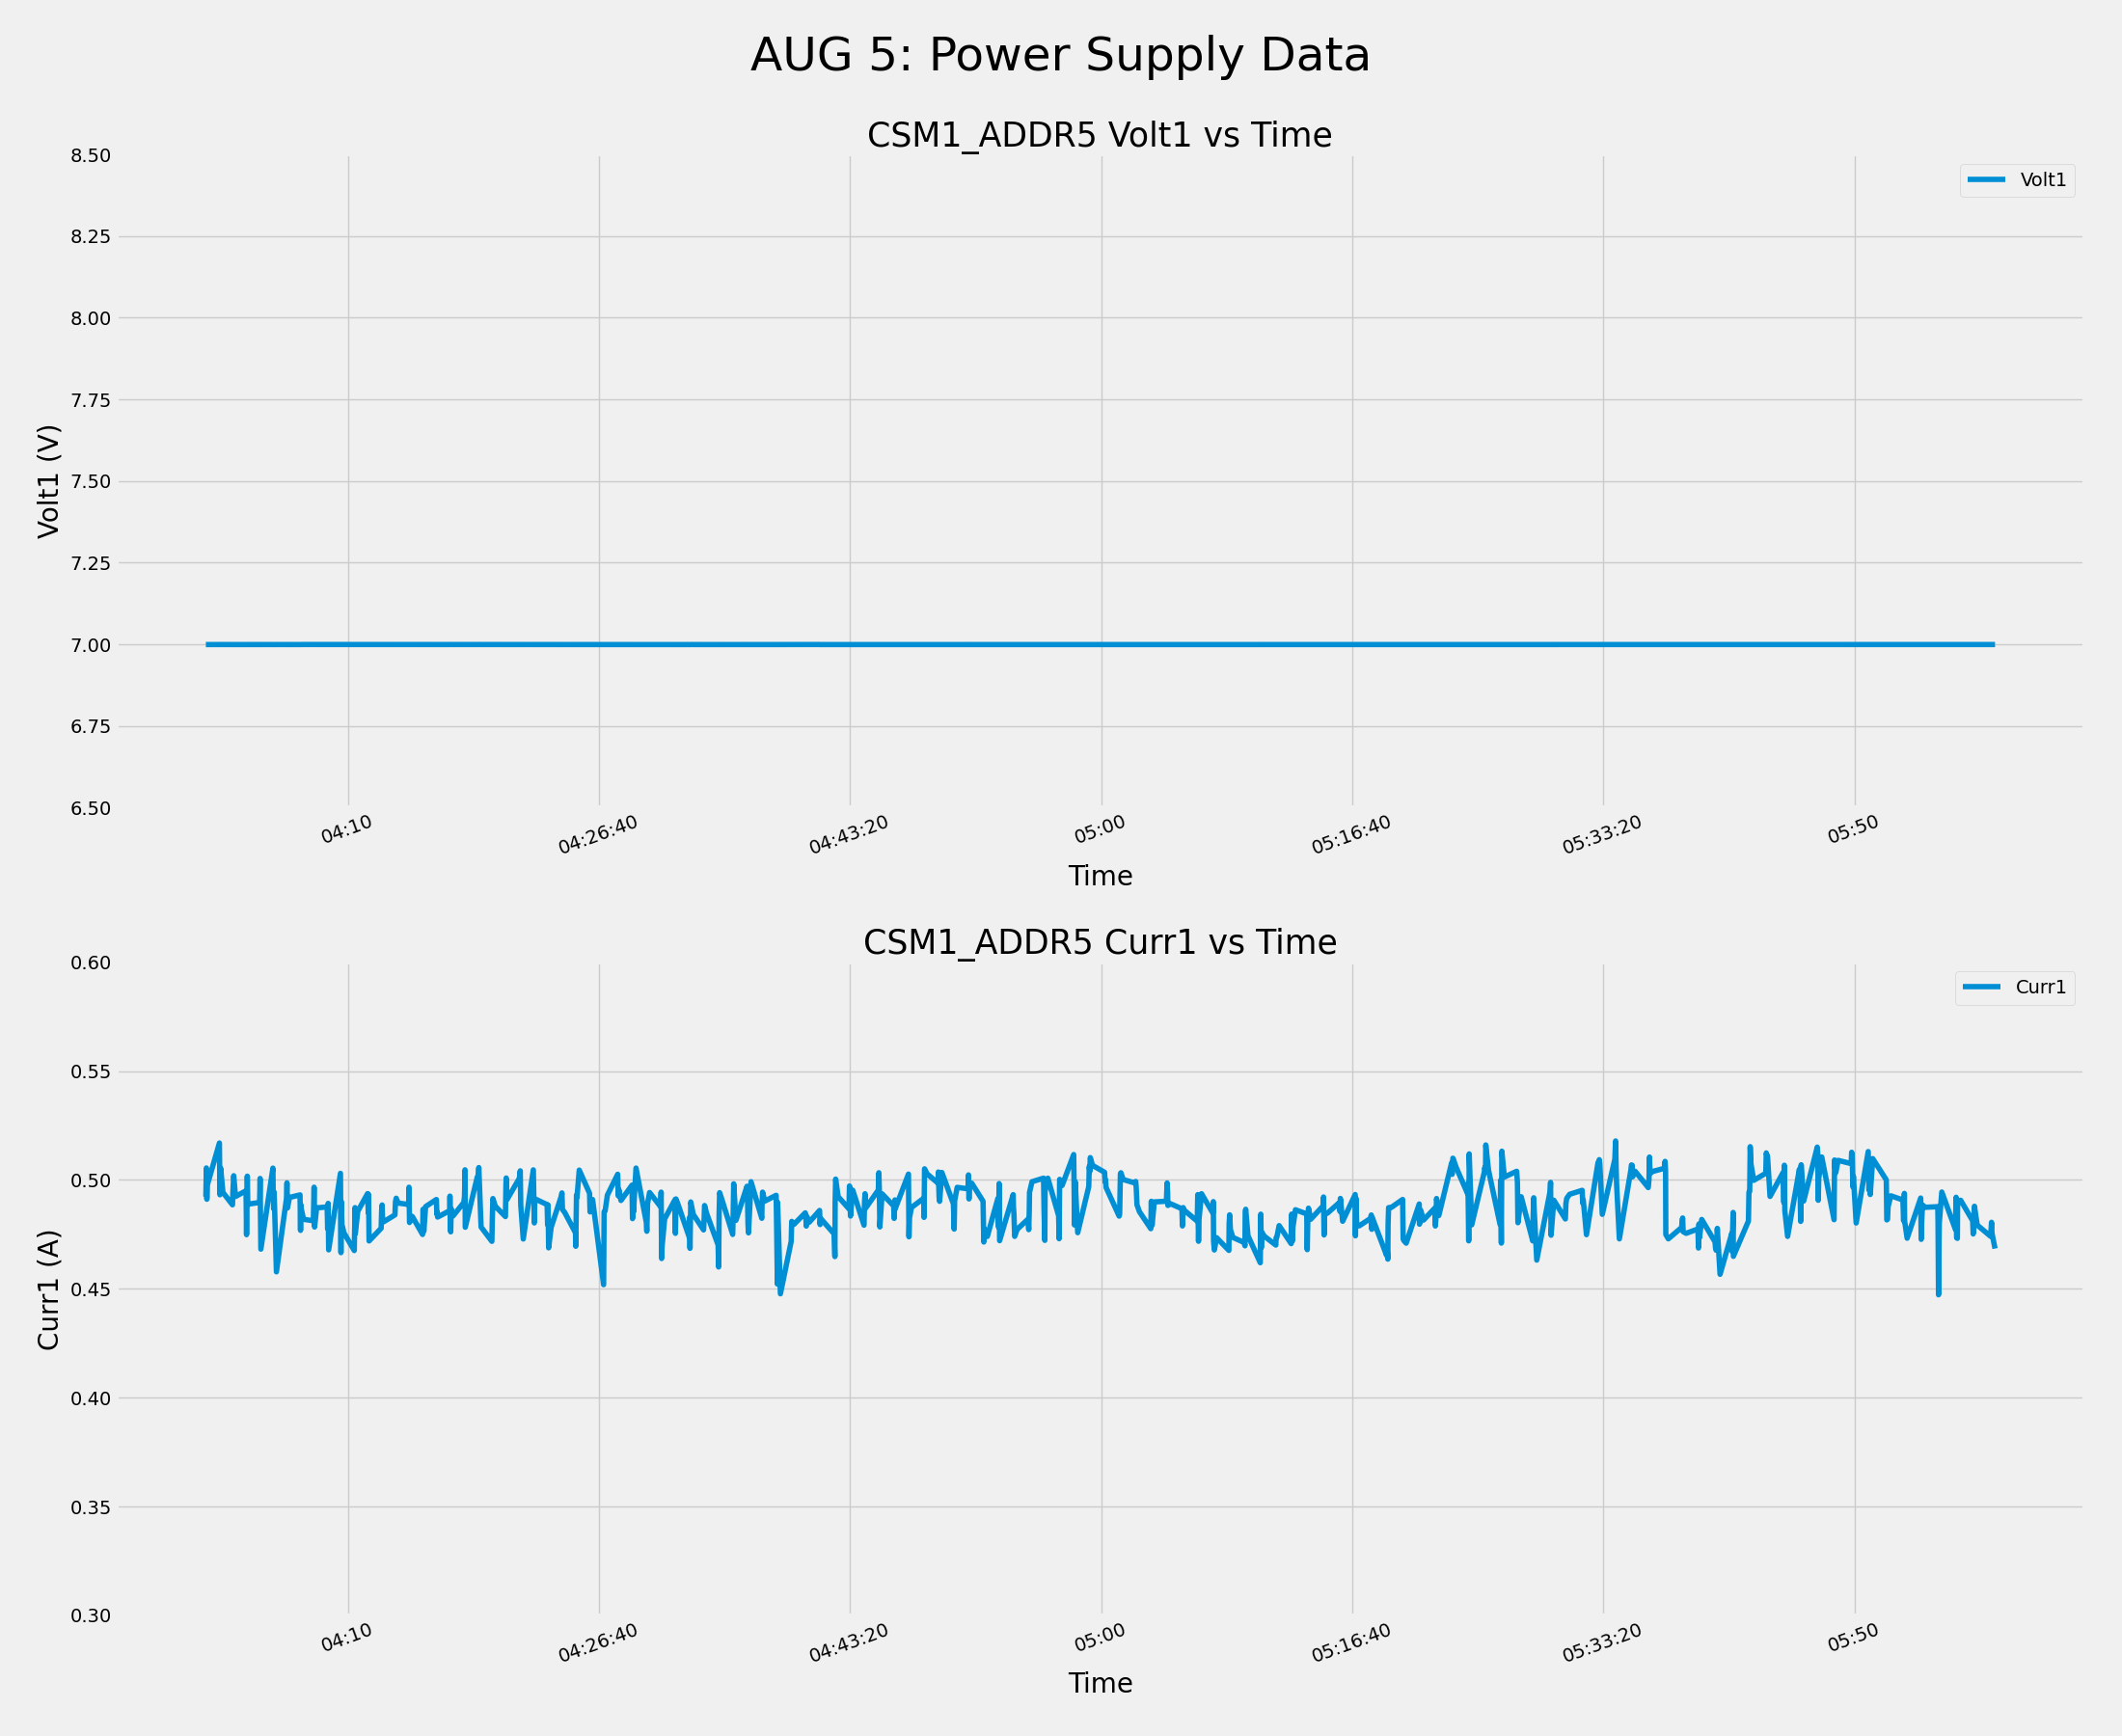 AUG 5: Power Supply Data
CSM1_ADDR5 Volt1 vs Time
8.50
8.25
8.00
7.75
7.50
7.25
7.00
6.75
6.50
Volt1 (V)
Volt1
04:10 04:26:40 04:43:20 05:00 05:16:40 05:33:20 05:50
Time
CSM1_ADDR5 Curr1 vs Time
0.60
0.55
0.50
0.45
0.40
0.35
0.30
Curr1 (A)
Curr1
04:10 04:26:40 04:43:20 05:00 05:16:40 05:33:20 05:50
Time